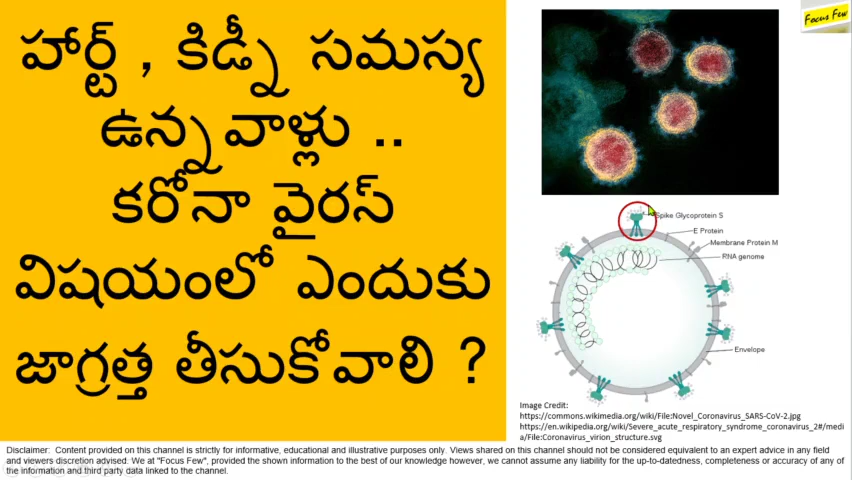 Focus Few
హార్ట్ , కిడ్నీ సమస్య
ఉన్నవాళ్లు ..
కరోనా వైరస్
విషయంలో ఎందుకు
జాగ్రత్త తీసుకోవాలి ?
Spike Glycoprotein S
E Protein
Membrane Protein M
RNA genome
Envelope
Image Credit:
https://commons.wikimedia.org/wiki/File:Novel_Coronavirus_SARS-CoV-2.jpg
https://en.wikipedia.org/wiki/Severe_acute_respiratory_syndrome_coronavirus_2#/medi
a/File:Coronavirus_virion_structure.svg
Disclaimer: Content provided on this channel is strictly for informative, educational and illustrative purposes only. Views shared on this channel should not be considered equivalent to an expert advice in any field
and viewers discretion advised. We at "Focus Few", provided the shown information to the best of our knowledge however, we cannot assume any liability for the up-to-datedness, completeness or accuracy of any of
the information and third party data linked to the channel.